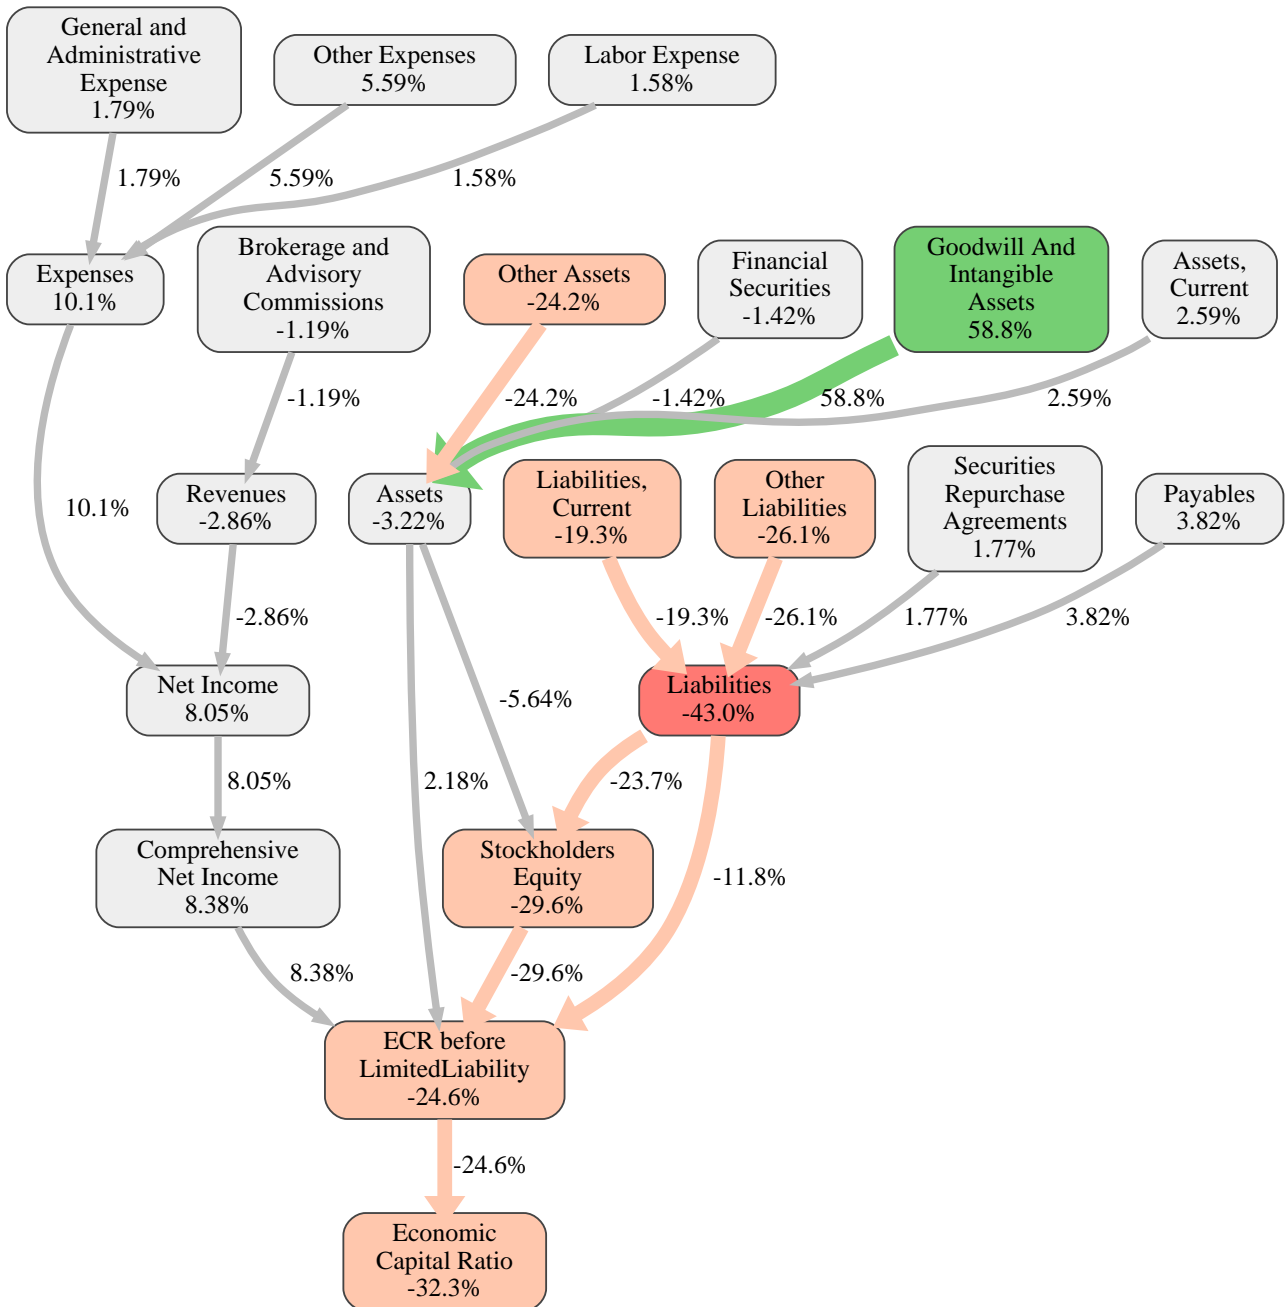 General and
Administrative
Expense
1.79%
Other Expenses
5.59%
Labor Expense
1.58%
1.79%
5.59%
1.58%
Expenses
10.1%
Brokerage and
Advisory
Commissions
-1.19%
Other Assets
-24.2%
Financial
Securities
-1.42%
Goodwill And
Intangible
Assets
58.8%
Assets,
Current
2.59%
-1.19%
-24.2%
-1.42%
58.8%
2.59%
10.1%
Revenues
-2.86%
Assets
-3.22%
Liabilities,
Current
-19.3%
Other
Liabilities
-26.1%
Securities
Repurchase
Agreements
1.77%
Payables
3.82%
-2.86%
-19.3%
-26.1%
1.77%
3.82%
Net Income
8.05%
-5.64%
Liabilities
-43.0%
8.05%
2.18%
-23.7%
Comprehensive
Net Income
8.38%
Stockholders
Equity
-29.6%
-11.8%
8.38%
-29.6%
ECR before
LimitedLiability
-24.6%
-24.6%
Economic
Capital Ratio
-32.3%